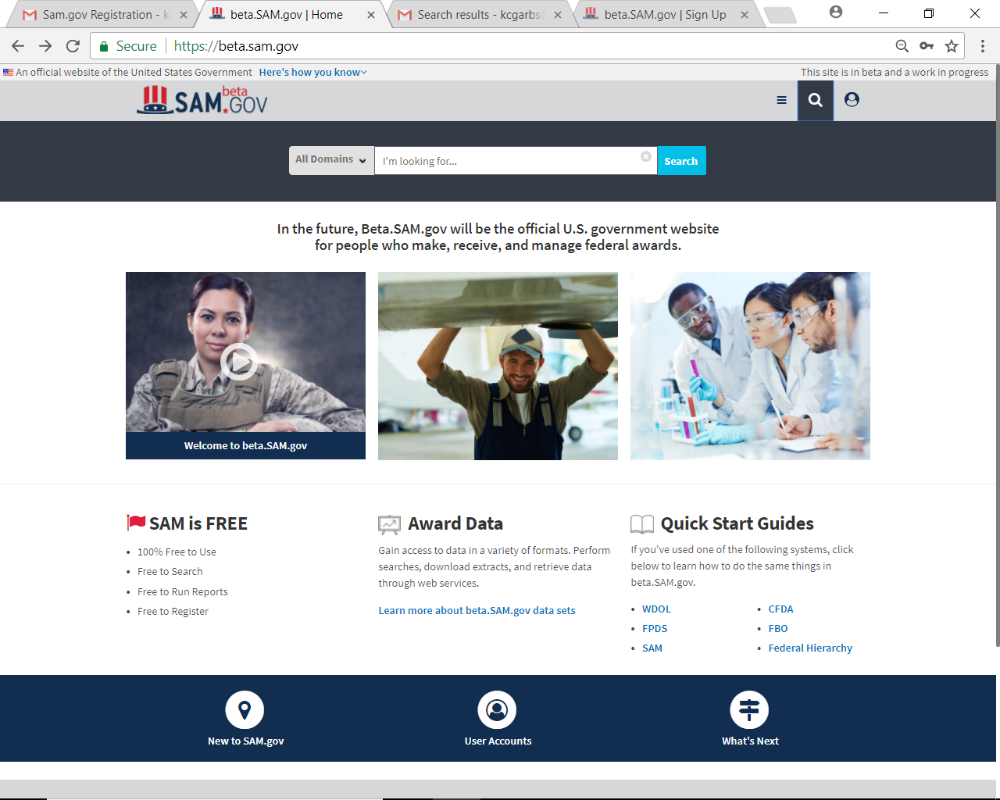 Sam.gov Registration - k
beta.SAM.gov | Home
Search results - kcgarbs
beta.SAM.gov | Sign Up
Secure
https://beta.sam.gov
An official website of the United States Government Here's how you know
This site is in beta and a work in progress
SAM.GOV beta
All Domains
I'm looking for...
Search
In the future, Beta.SAM.gov will be the official U.S. government website
for people who make, receive, and manage federal awards.
Welcome to beta.SAM.gov
SAM is FREE
• 100% Free to Use
• Free to Search
• Free to Run Reports
• Free to Register
Award Data
Gain access to data in a variety of formats. Perform
searches, download extracts, and retrieve data
through web services.
Learn more about beta.SAM.gov data sets
Quick Start Guides
If you've used one of the following systems, click
below to learn how to do the same things in
beta.SAM.gov.
• WDOL
• FPDS
• SAM
• CFDA
• FBO
• Federal Hierarchy
New to SAM.gov
User Accounts
What's Next